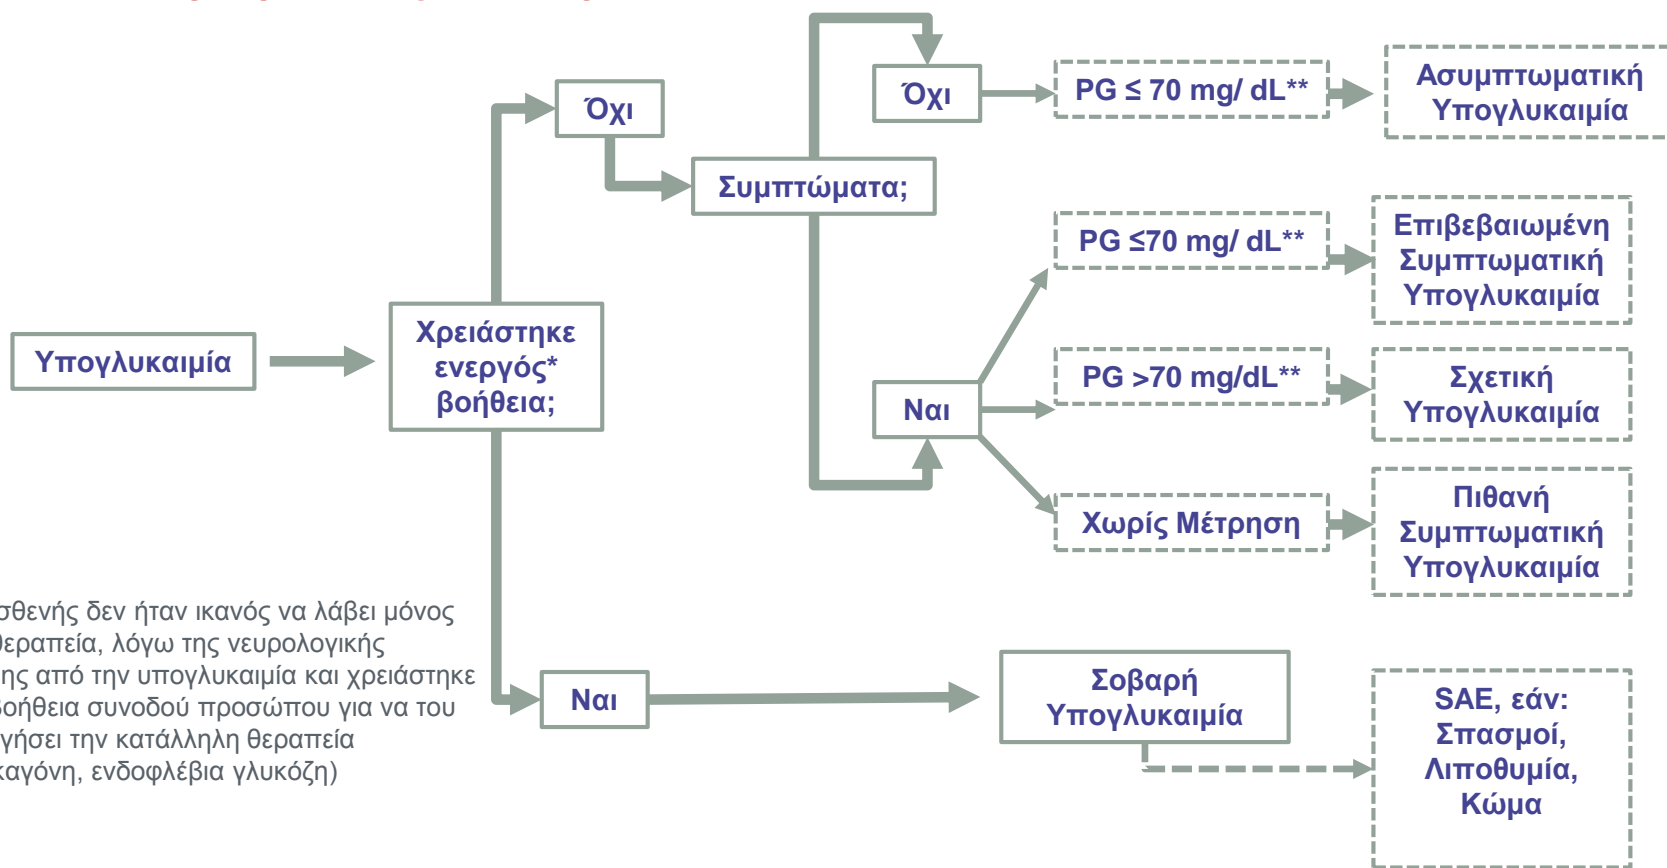 Όχι
Όχι
PG ≤ 70 mg/ dL**
Ασυμπτωματική
Υπογλυκαιμία
Συμπτώματα;
PG ≤70 mg/ dL**
Επιβεβαιωμένη
Συμπτωματική
Υπογλυκαιμία
Υπογλυκαιμία
Χρειάστηκε
ενεργός*
βοήθεια;
Ναι
PG >70 mg/dL**
Σχετική
Υπογλυκαιμία
Χωρίς Μέτρηση
Πιθανή
Συμπτωματική
Υπογλυκαιμία
σθενής δεν ήταν ικανός να λάβει μόνος
θεραπεία, λόγω της νευρολογικής
ης από την υπογλυκαιμία και χρειάστηκε
βοήθεια συνοδού προσώπου για να του
γήσει την κατάλληλη θεραπεία
καγόνη, ενδοφλέβια γλυκόζη)
Ναι
Σοβαρή
Υπογλυκαιμία
SAE, εάν:
Σπασμοί,
Λιποθυμία,
Κώμα